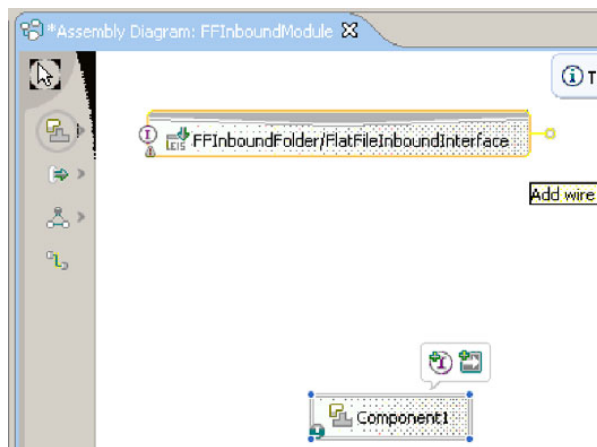 *Assembly Diagram: FFInboundModule
T
FFInboundFolder/FlatFileInboundInterface
Add wire
Component1